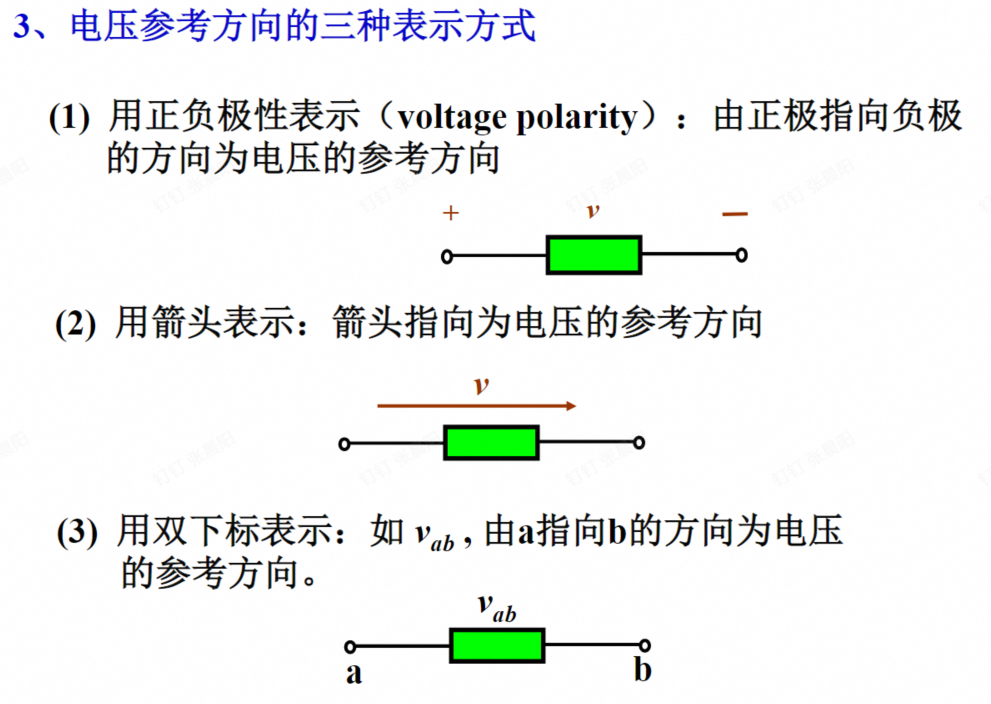 3、电压参考方向的三种表示方式
(1) 用正负极性表示（voltage polarity）：由正极指向负极
的方向为电压的参考方向
+ v −
(2) 用箭头表示：箭头指向为电压的参考方向
v
(3) 用双下标表示：如 vab , 由a指向b的方向为电压
的参考方向。
vab
a b